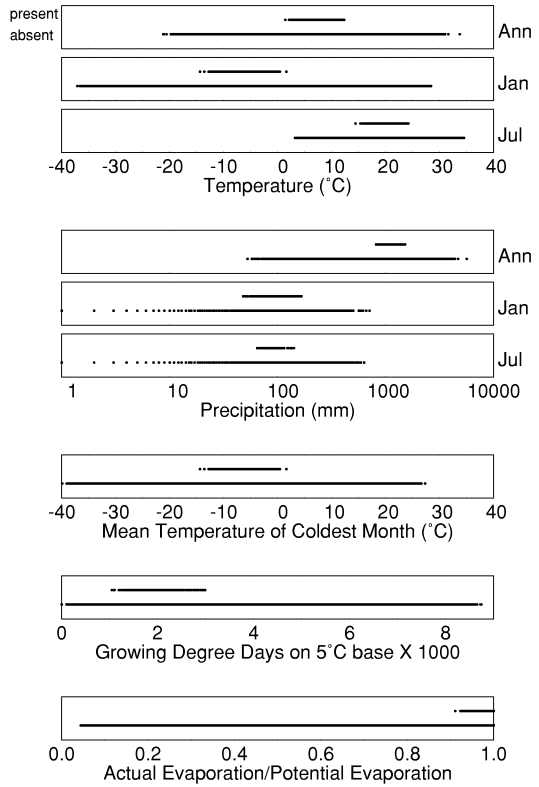 present
absent
Ann
Jan
Jul
-40 -30 -20 -10 0 10 20 30 40
Temperature (˚C)
Ann
Jan
Jul
1 10 100 1000 10000
Precipitation (mm)
-40 -30 -20 -10 0 10 20 30 40
Mean Temperature of Coldest Month (˚C)
0 2 4 6 8
Growing Degree Days on 5˚C base X 1000
0.0 0.2 0.4 0.6 0.8 1.0
Actual Evaporation/Potential Evaporation